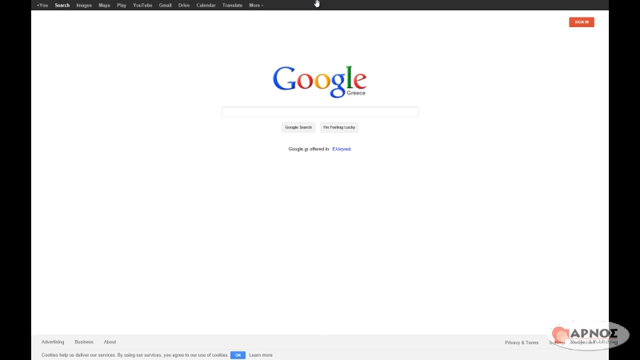 +You Search Images Maps Play YouTube Gmail Drive Calendar Translate More
SIGN IN
Google
Greece
Google Search I'm Feeling Lucky
Google.gr offered in Ελληνικά
Advertising Business About
Privacy & Terms
Cookies help us deliver our services. By using our services, you agree to our use of cookies. OK Learn more
ΑΡΝΟΣ